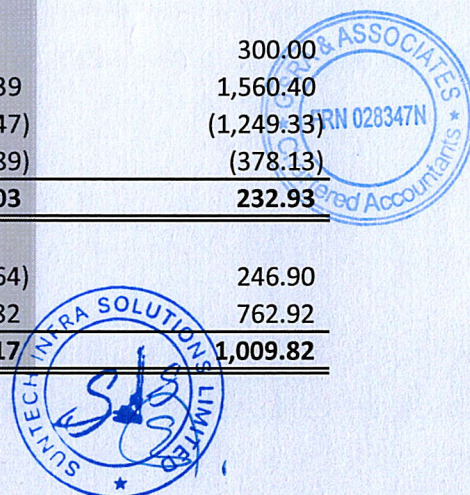 300.00
39 1,560.40
47) (1,249.33)
39) (378.13)
03 232.93
64) 246.90
32 762.92
17 1,009.82
& ASSOCIATES
FRN 028347N
Chartered Accountants
SUNTECH INFRA SOLUTIONS LIMITED